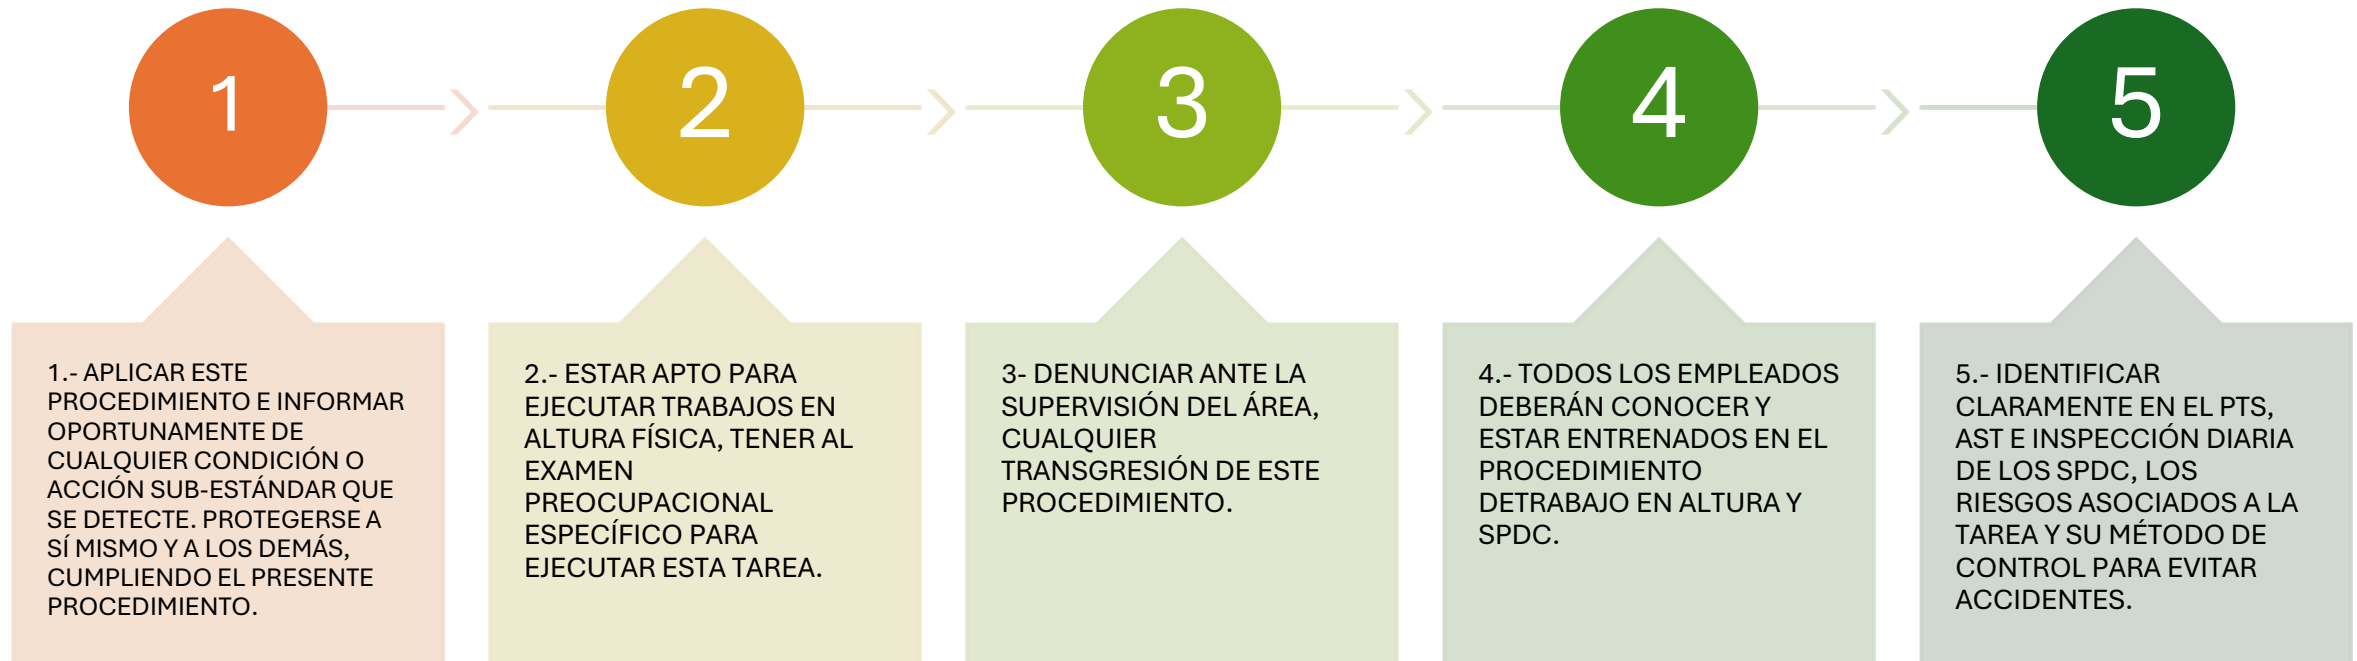 1
2
3
4
5
1.- APLICAR ESTE
PROCEDIMIENTO E INFORMAR
OPORTUNAMENTE DE
CUALQUIER CONDICIÓN O
ACCIÓN SUB-ESTÁNDAR QUE
SE DETECTE. PROTEGERSE A
SÍ MISMO Y A LOS DEMÁS,
CUMPLIENDO EL PRESENTE
PROCEDIMIENTO.
2.- ESTAR APTO PARA
EJECUTAR TRABAJOS EN
ALTURA FÍSICA, TENER AL
EXAMEN
PREOCUPACIONAL
ESPECÍFICO PARA
EJECUTAR ESTA TAREA.
3- DENUNCIAR ANTE LA
SUPERVISIÓN DEL ÁREA,
CUALQUIER
TRANSGRESIÓN DE ESTE
PROCEDIMIENTO.
4.- TODOS LOS EMPLEADOS
DEBERÁN CONOCER Y
ESTAR ENTRENADOS EN EL
PROCEDIMIENTO
DETRABAJO EN ALTURA Y
SPDC.
5.- IDENTIFICAR
CLARAMENTE EN EL PTS,
AST E INSPECCIÓN DIARIA
DE LOS SPDC, LOS
RIESGOS ASOCIADOS A LA
TAREA Y SU MÉTODO DE
CONTROL PARA EVITAR
ACCIDENTES.